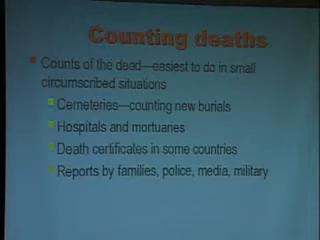 Counting deaths
Counts of the dead—easiest to do in small
circumscribed situations
Cemeteries—counting new burials
Hospitals and mortuaries
Death certificates in some countries
Reports by families, police, media, military